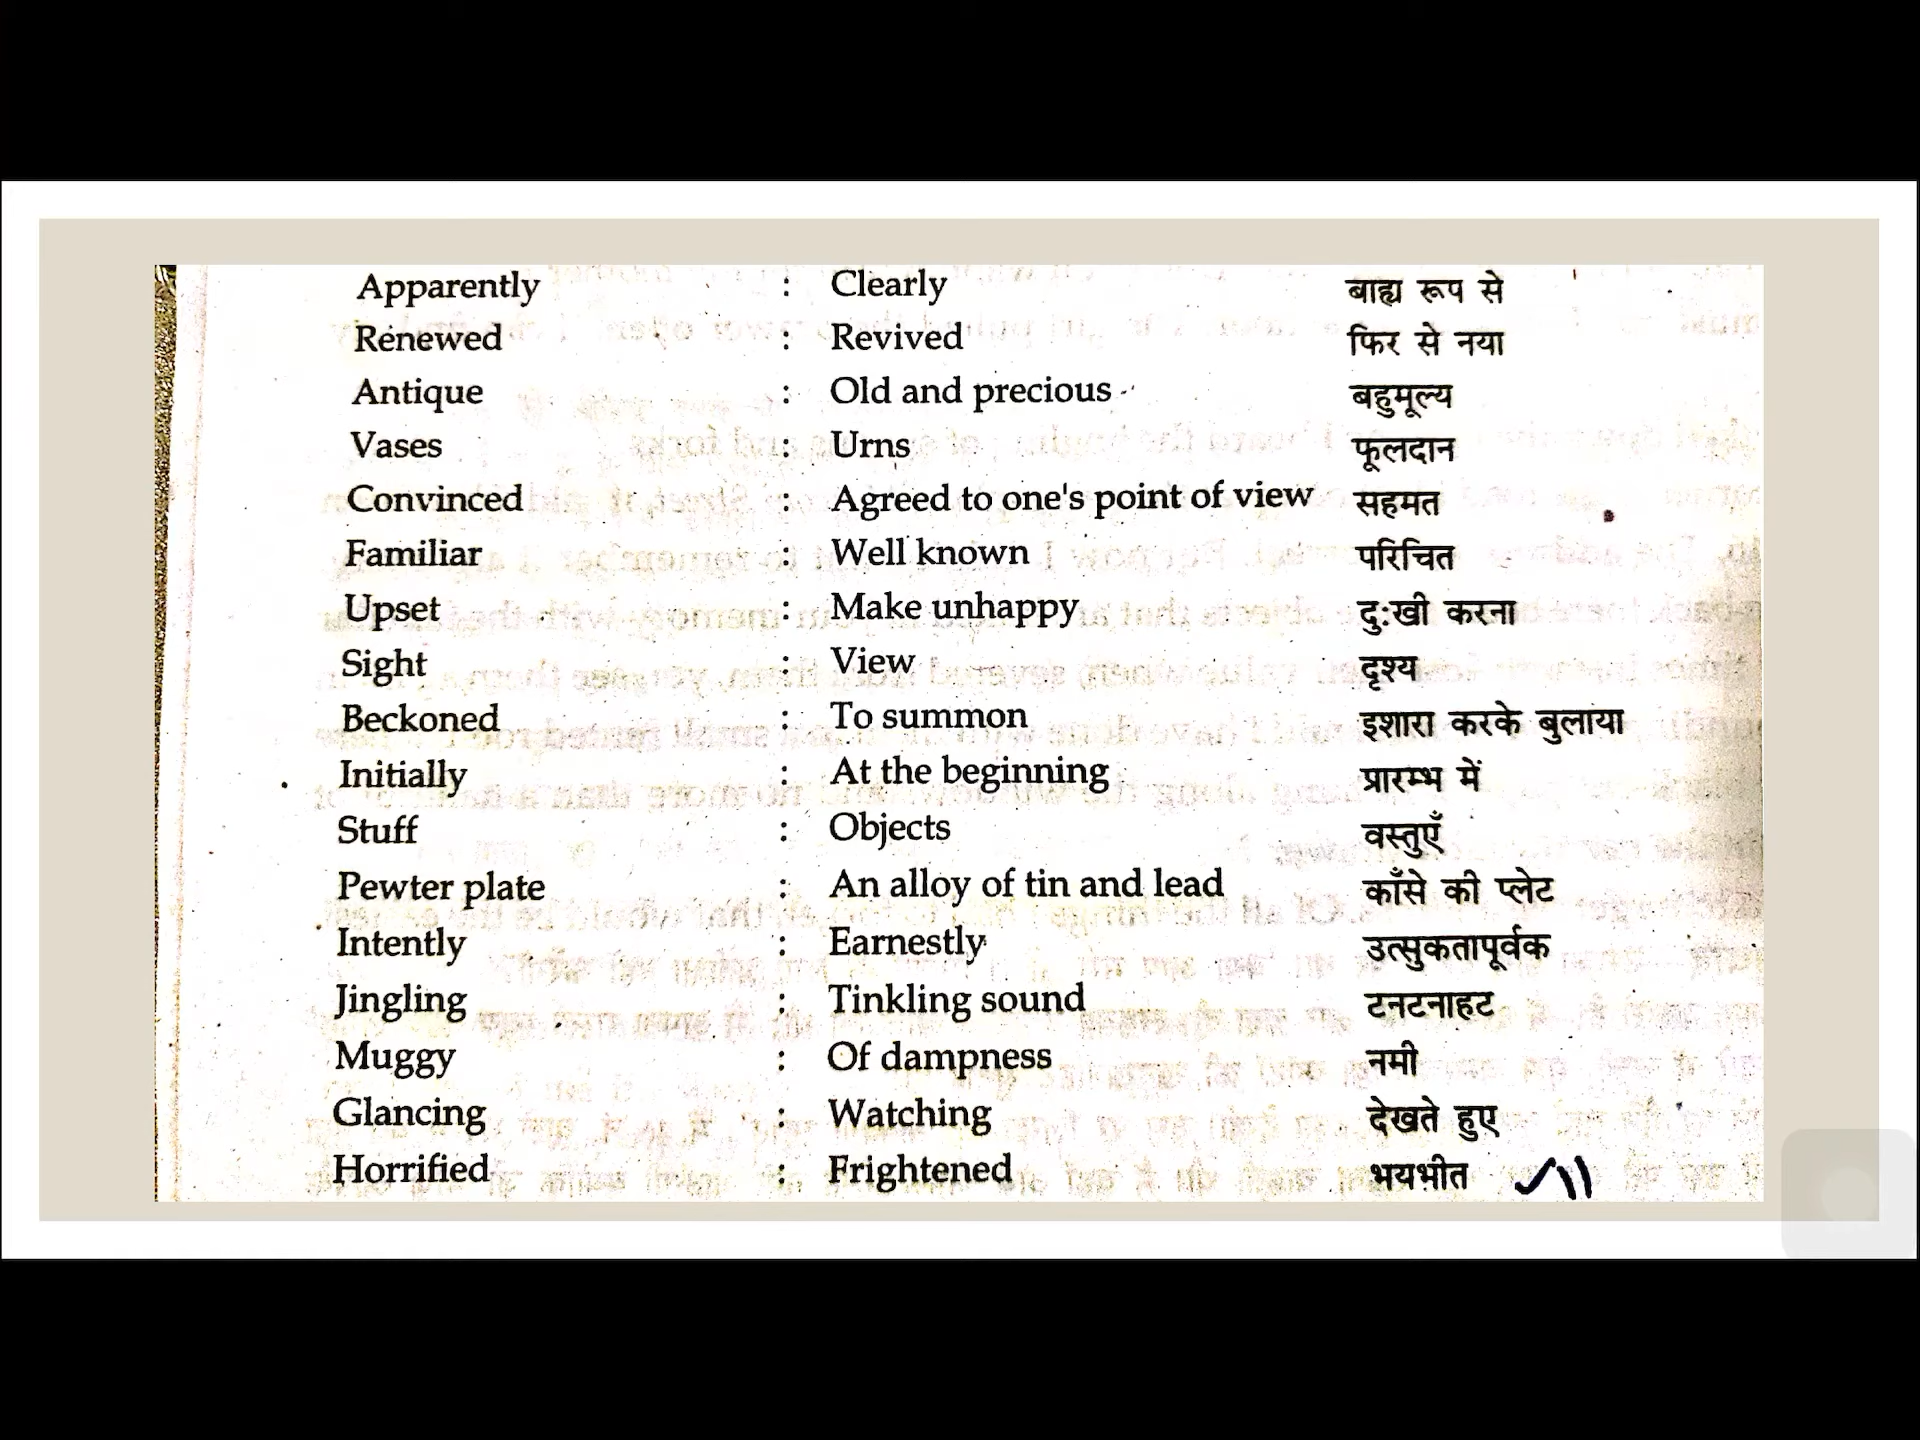 Apparently : Clearly बाह्य रूप से
Renewed : Revived फिर से नया
Antique : Old and precious बहुमूल्य
Vases : Urns फूलदान
Convinced : Agreed to one's point of view सहमत
Familiar : Well known परिचित
Upset : Make unhappy दुःखी करना
Sight : View दृश्य
Beckoned : To summon इशारा करके बुलाया
Initially : At the beginning प्रारम्भ में
Stuff : Objects वस्तुएँ
Pewter plate : An alloy of tin and lead काँसे की प्लेट
Intently : Earnestly उत्सुकतापूर्वक
Jingling : Tinkling sound टनटनाहट
Muggy : Of dampness नमी
Glancing : Watching देखते हुए
Horrified : Frightened भयभीत